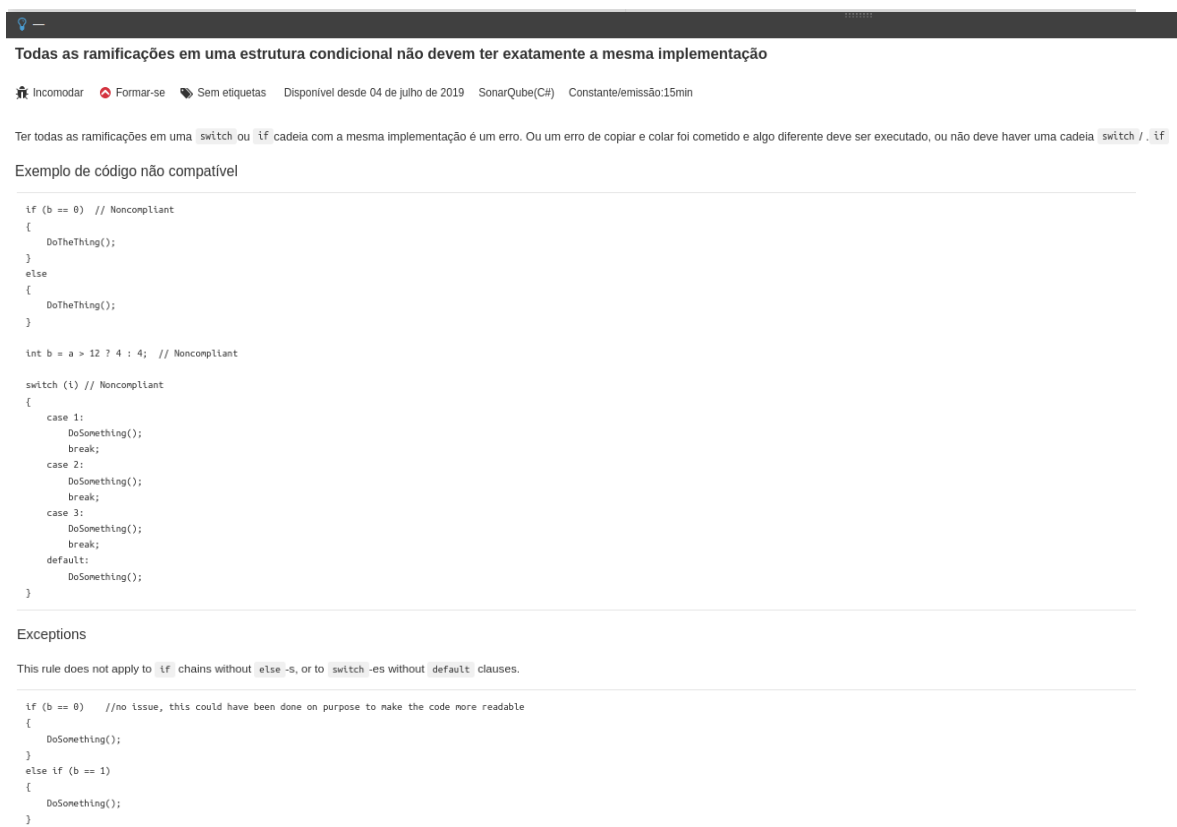 Todas as ramificações em uma estrutura condicional não devem ter exatamente a mesma implementação
Incomodar Formar-se Sem etiquetas Disponível desde 04 de julho de 2019 SonarQube(C#) Constante/emissão:15min
Ter todas as ramificações em uma switch ou if cadeia com a mesma implementação é um erro. Ou um erro de copiar e colar foi cometido e algo diferente deve ser executado, ou não deve haver uma cadeia switch / . if
Exemplo de código não compatível
if (b == 0)  // Noncompliant
{
    DoTheThing();
}
else
{
    DoTheThing();
}
int b = a > 12 ? 4 : 4;  // Noncompliant
switch (i) // Noncompliant
{
    case 1:
        DoSomething();
        break;
    case 2:
        DoSomething();
        break;
    case 3:
        DoSomething();
        break;
    default:
        DoSomething();
}
Exceptions
This rule does not apply to if chains without else -s, or to switch -es without default clauses.
if (b == 0)    //no issue, this could have been done on purpose to make the code more readable
{
    DoSomething();
}
else if (b == 1)
{
    DoSomething();
}